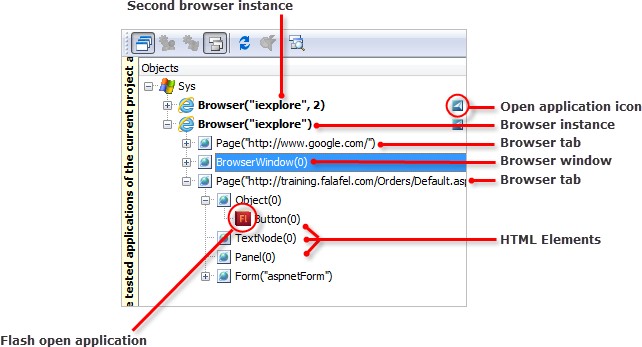 Second browser instance
Objects
Sys
Browser("iexplore", 2)
Open application icon
Browser("iexplore")
Browser instance
Page("http://www.google.com/")
Browser tab
BrowserWindow(0)
Browser window
Page("http://training.falafel.com/Orders/Default.asp
Browser tab
Object(0)
Fl
Button(0)
TextNode(0)
HTML Elements
Panel(0)
Form("aspnetForm")
e tested applications of the current project a
Flash open application